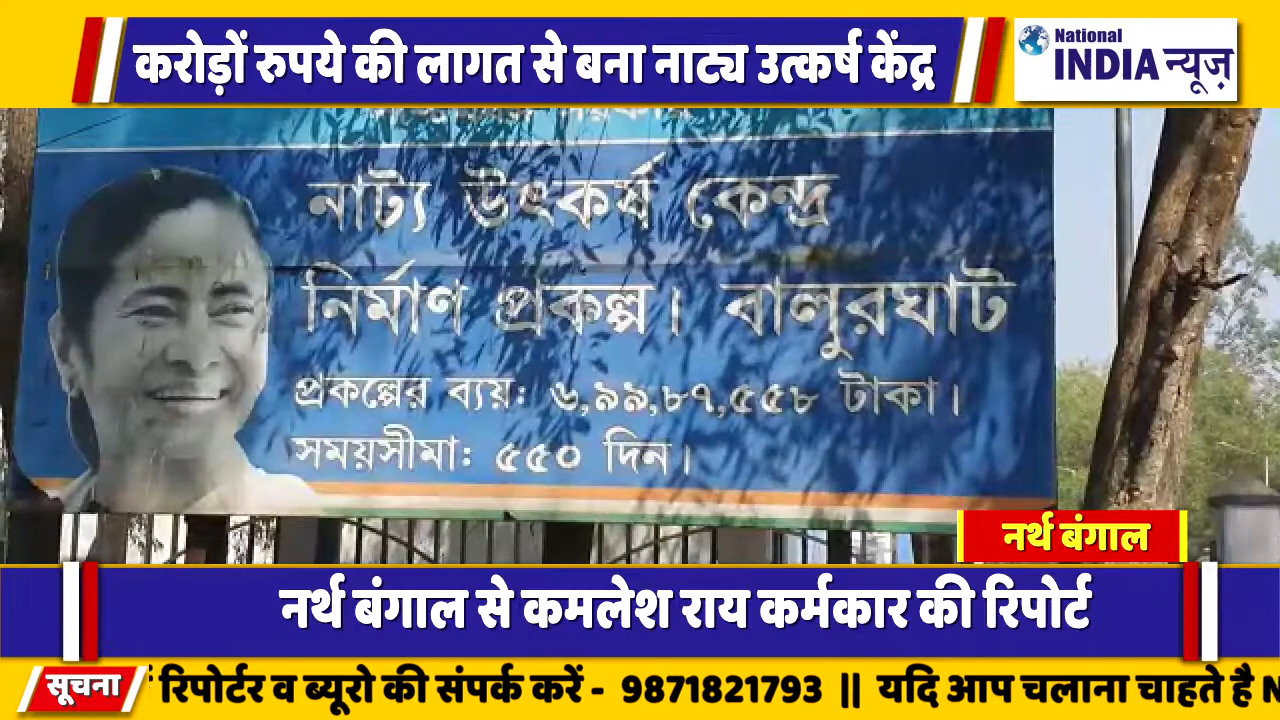 करोड़ों रुपये की लागत से बना नाट्य उत्कर्ष केंद्र
National
INDIA न्यूज़
নাট্য উৎকর্ষ কেন্দ্র
নির্মাণ প্রকল্প। বালুরঘাট
প্রকল্পের ব্যয়: ৬,৯৯,৮৭,৫৫৮ টাকা।
সময়সীমা: ৫৫০ দিন।
नर्थ बंगाल
नर्थ बंगाल से कमलेश राय कर्मकार की रिपोर्ट
सूचना
रिपोर्टर व ब्यूरो की संपर्क करें - 9871821793 || यदि आप चलाना चाहते है N